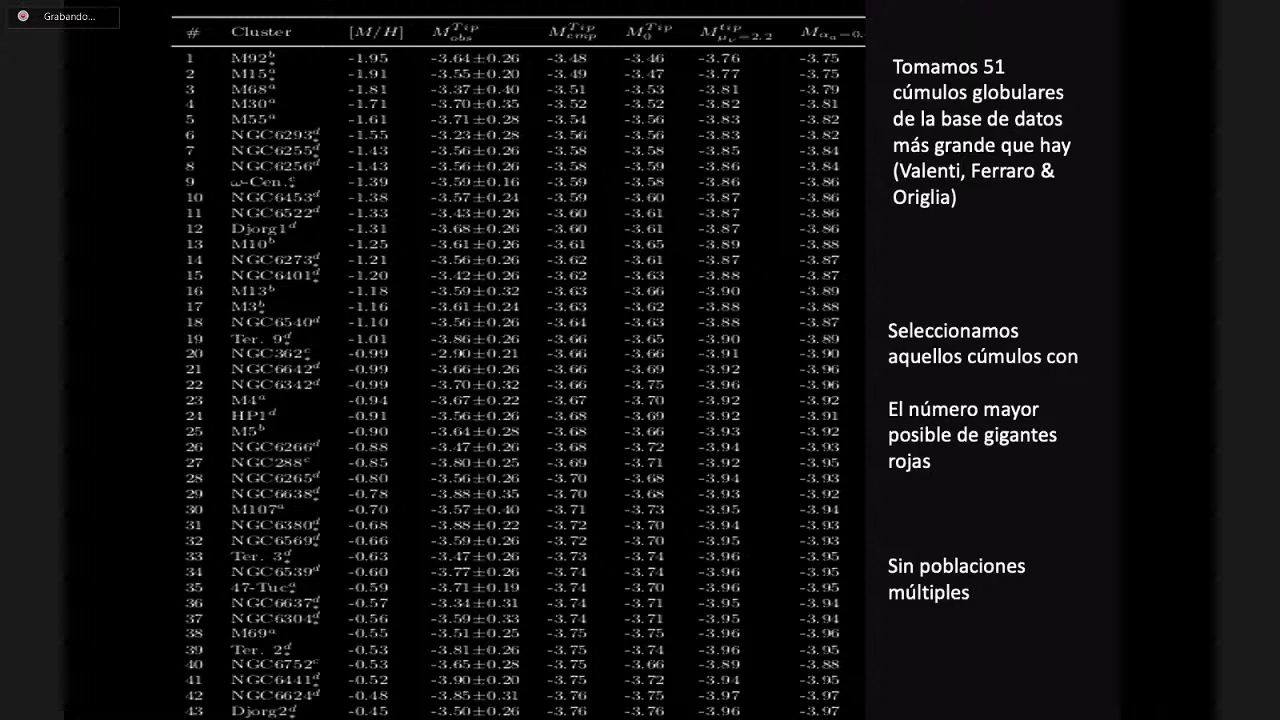 Grabando...
# Cluster [M/H] M_obs^Tip M_emp^Tip M_0^Tip M_{μν=2.2}^tip M_{αa=0.
1 M92^b_* -1.95 -3.64±0.26 -3.48 -3.46 -3.76 -3.75
2 M15^a_* -1.91 -3.55±0.20 -3.49 -3.47 -3.77 -3.75
3 M68^a -1.81 -3.37±0.40 -3.51 -3.53 -3.81 -3.79
4 M30^a -1.71 -3.70±0.35 -3.52 -3.52 -3.82 -3.81
5 M55^a -1.61 -3.71±0.28 -3.54 -3.56 -3.83 -3.82
6 NGC6293^d_* -1.55 -3.23±0.28 -3.56 -3.56 -3.83 -3.82
7 NGC6255^d_* -1.43 -3.56±0.26 -3.58 -3.58 -3.85 -3.84
8 NGC6256^d -1.43 -3.56±0.26 -3.58 -3.59 -3.86 -3.84
9 ω-Cen.^c_* -1.39 -3.59±0.16 -3.59 -3.58 -3.86 -3.86
10 NGC6453^d -1.38 -3.57±0.24 -3.59 -3.60 -3.87 -3.86
11 NGC6522^d -1.33 -3.43±0.26 -3.60 -3.61 -3.87 -3.86
12 Djorg1^d -1.31 -3.68±0.26 -3.60 -3.61 -3.87 -3.86
13 M10^b -1.25 -3.61±0.26 -3.61 -3.65 -3.89 -3.88
14 NGC6273^d_* -1.21 -3.56±0.26 -3.62 -3.61 -3.87 -3.87
15 NGC6401^d_* -1.20 -3.42±0.26 -3.62 -3.63 -3.88 -3.87
16 M13^b -1.18 -3.59±0.32 -3.63 -3.66 -3.90 -3.89
17 M3^b_* -1.16 -3.61±0.24 -3.63 -3.62 -3.88 -3.88
18 NGC6540^d -1.10 -3.56±0.26 -3.64 -3.63 -3.88 -3.87
19 Ter. 9^d_* -1.01 -3.86±0.26 -3.66 -3.65 -3.90 -3.89
20 NGC362^c_* -0.99 -2.90±0.21 -3.66 -3.66 -3.91 -3.90
21 NGC6642^d -0.99 -3.66±0.26 -3.66 -3.69 -3.92 -3.96
22 NGC6342^d -0.99 -3.70±0.32 -3.66 -3.75 -3.96 -3.96
23 M4^a -0.94 -3.67±0.22 -3.67 -3.70 -3.92 -3.92
24 HP1^d -0.91 -3.56±0.26 -3.68 -3.69 -3.92 -3.91
25 M5^b -0.90 -3.64±0.28 -3.68 -3.66 -3.93 -3.92
26 NGC6266^d_* -0.88 -3.47±0.26 -3.68 -3.72 -3.94 -3.93
27 NGC288^c -0.85 -3.80±0.25 -3.69 -3.71 -3.92 -3.95
28 NGC6265^d_* -0.80 -3.56±0.26 -3.70 -3.68 -3.94 -3.93
29 NGC6638^d_* -0.78 -3.88±0.35 -3.70 -3.68 -3.93 -3.92
30 M107^a -0.70 -3.57±0.40 -3.71 -3.73 -3.95 -3.94
31 NGC6380^d_* -0.68 -3.88±0.22 -3.72 -3.70 -3.94 -3.93
32 NGC6569^d_* -0.66 -3.59±0.26 -3.72 -3.70 -3.95 -3.93
33 Ter. 3^d_* -0.63 -3.47±0.26 -3.73 -3.74 -3.96 -3.95
34 NGC6539^d -0.60 -3.77±0.26 -3.74 -3.74 -3.96 -3.95
35 47-Tuc^c_* -0.59 -3.71±0.19 -3.74 -3.70 -3.96 -3.95
36 NGC6637^d_* -0.57 -3.34±0.31 -3.74 -3.71 -3.95 -3.94
37 NGC6304^d_* -0.56 -3.59±0.33 -3.74 -3.71 -3.95 -3.94
38 M69^a -0.55 -3.51±0.25 -3.75 -3.75 -3.96 -3.96
39 Ter. 2^d_* -0.53 -3.81±0.26 -3.75 -3.74 -3.96 -3.95
40 NGC6752^c -0.53 -3.65±0.28 -3.75 -3.66 -3.89 -3.88
41 NGC6441^d_* -0.52 -3.90±0.20 -3.75 -3.72 -3.94 -3.95
42 NGC6624^d -0.48 -3.85±0.31 -3.76 -3.75 -3.97 -3.97
43 Djorg2^d_* -0.45 -3.50±0.26 -3.76 -3.76 -3.96 -3.97
Tomamos 51
cúmulos globulares
de la base de datos
más grande que hay
(Valenti, Ferraro &
Origlia)
Seleccionamos
aquellos cúmulos con
El número mayor
posible de gigantes
rojas
Sin poblaciones
múltiples